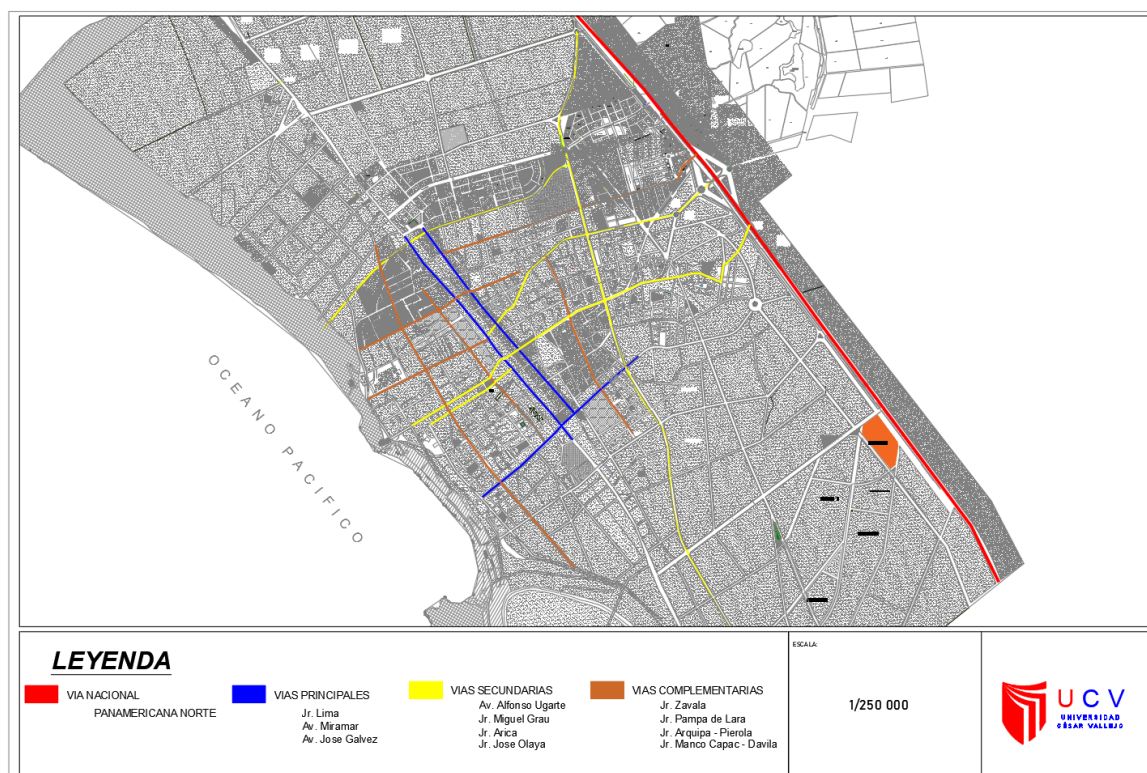 OCEANO PACIFICO
LEYENDA
VIA NACIONAL
PANAMERICANA NORTE
VIAS PRINCIPALES
Jr. Lima
Av. Miramar
Av. Jose Galvez
VIAS SECUNDARIAS
Av. Alfonso Ugarte
Jr. Miguel Grau
Jr. Arica
Jr. Jose Olaya
VIAS COMPLEMENTARIAS
Jr. Zavala
Jr. Pampa de Lara
Jr. Arquipa - Pierola
Jr. Manco Capac - Davila
ESCALA:
1/250 000
UCV
UNIVERSIDAD
CÉSAR VALLEJO